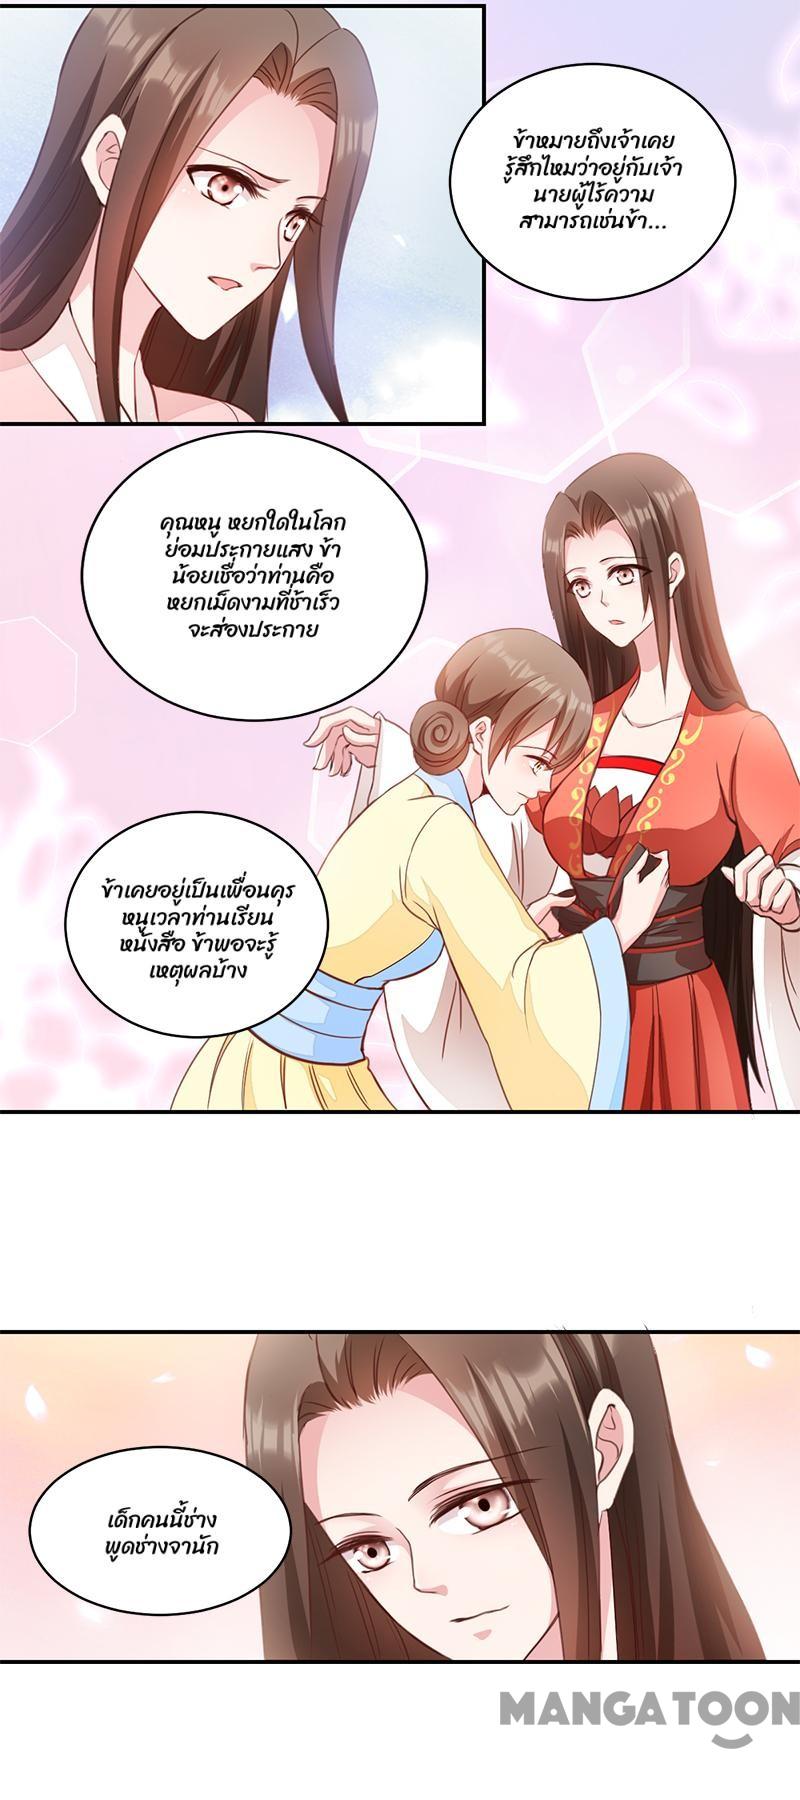 ข้าหมายถึงเจ้าเคย
รู้สึกไหมว่าอยู่กับเจ้า
นายผู้ไร้ความ
สามารถเช่นข้า...
คุณหนู หยกใดในโลก
ย่อมประกายแสง ข้า
น้อยเชื่อว่าท่านคือ
หยกเม็ดงามที่ช้าเร็ว
จะส่องประกาย
ข้าเคยอยู่เป็นเพื่อนคุร
หนูเวลาท่านเรียน
หนังสือ ข้าพอจะรู้
เหตุผลบ้าง
เด็กคนนี้ช่าง
พูดช่างจานัก
MANGATOON